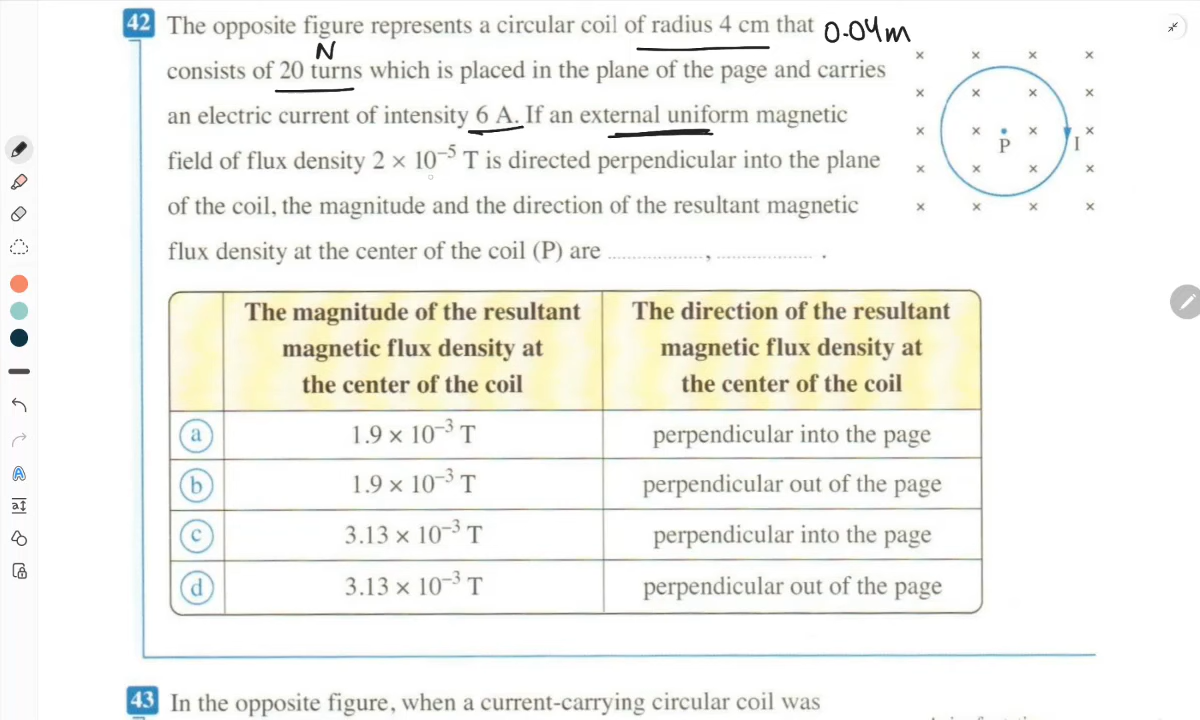 42 The opposite figure represents a circular coil of radius 4 cm that 0.04m
N
consists of 20 turns which is placed in the plane of the page and carries
an electric current of intensity 6 A. If an external uniform magnetic
field of flux density 2 × 10⁻⁵ T is directed perpendicular into the plane
of the coil, the magnitude and the direction of the resultant magnetic
flux density at the center of the coil (P) are .................. , .................. .
× × × ×
× × × ×
× × × ×
P I
× × × ×
× × × ×
The magnitude of the resultant magnetic flux density at the center of the coil
The direction of the resultant magnetic flux density at the center of the coil
a 1.9 × 10⁻³ T perpendicular into the page
b 1.9 × 10⁻³ T perpendicular out of the page
c 3.13 × 10⁻³ T perpendicular into the page
d 3.13 × 10⁻³ T perpendicular out of the page
43 In the opposite figure, when a current-carrying circular coil was